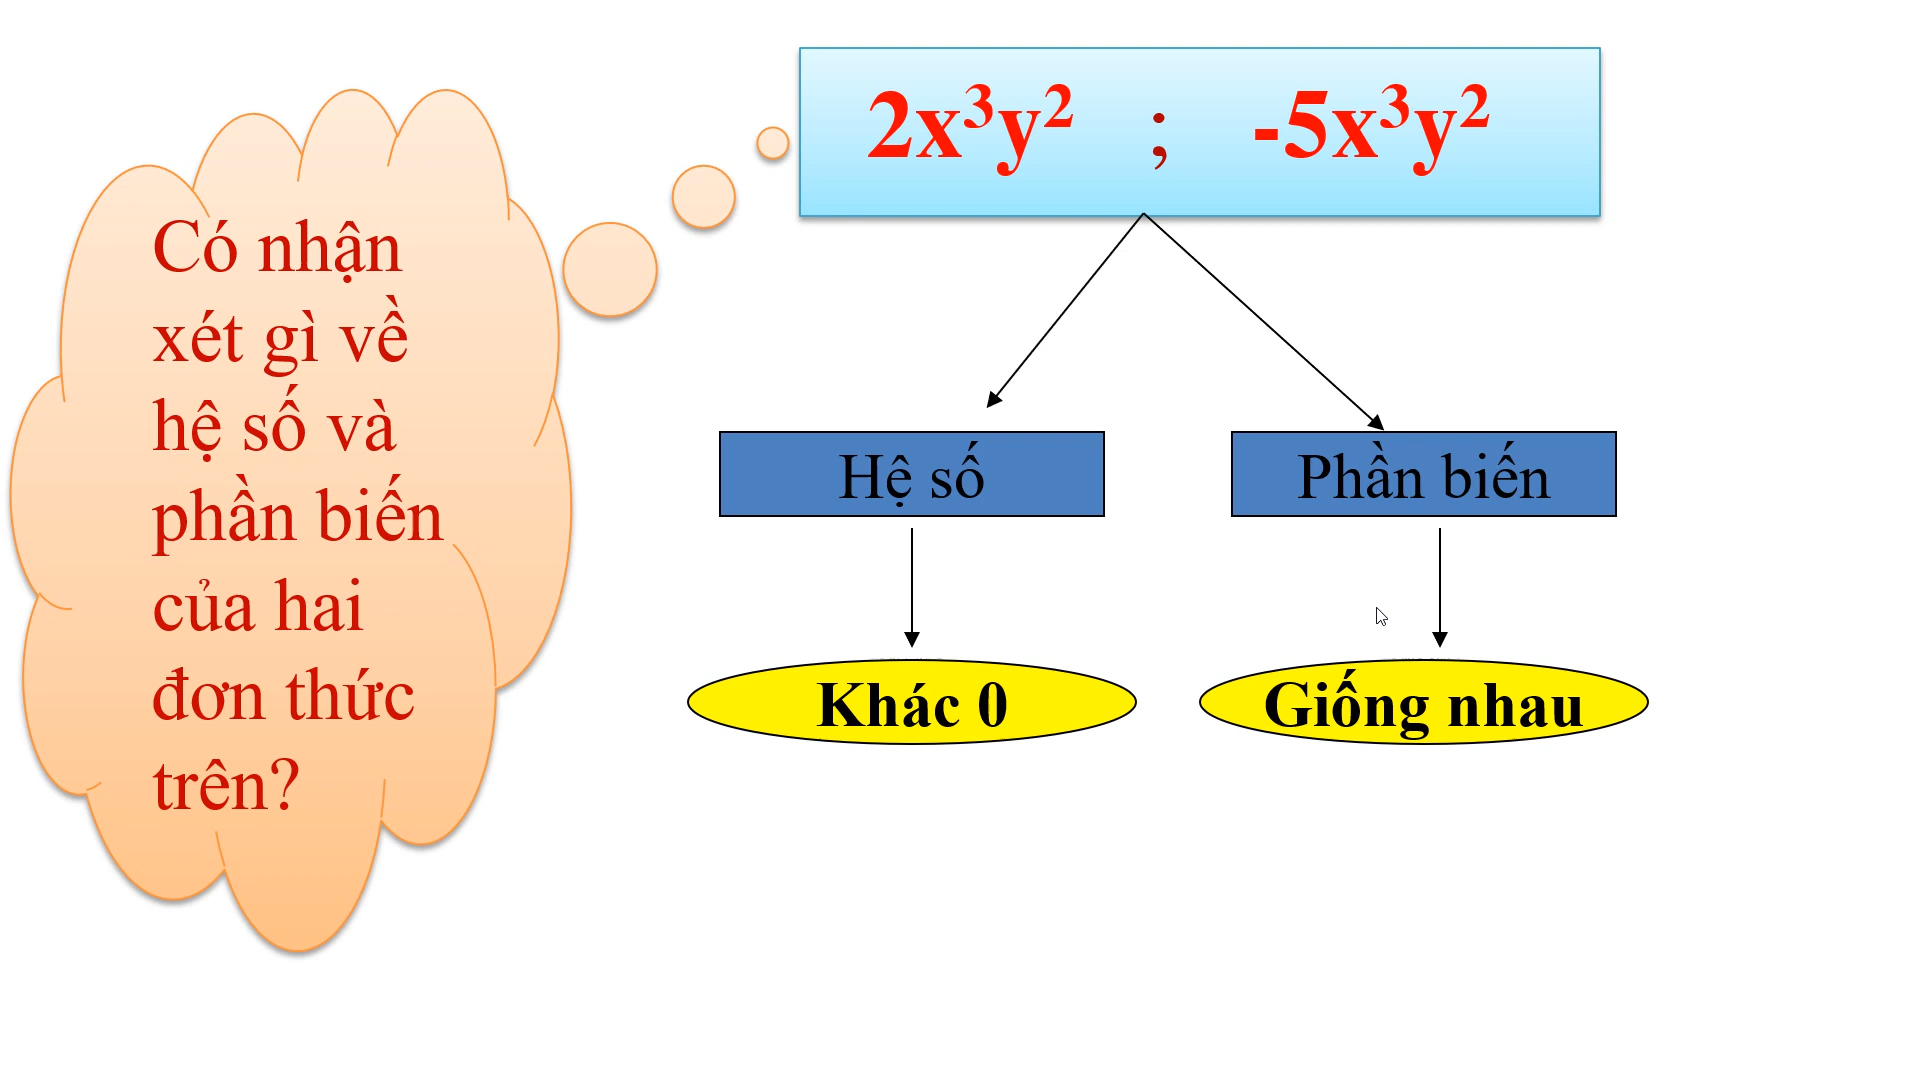 Có nhận
xét gì về
hệ số và
phần biến
của hai
đơn thức
trên?
2x³y² ; -5x³y²
Hệ số
Phần biến
Khác 0
Giống nhau